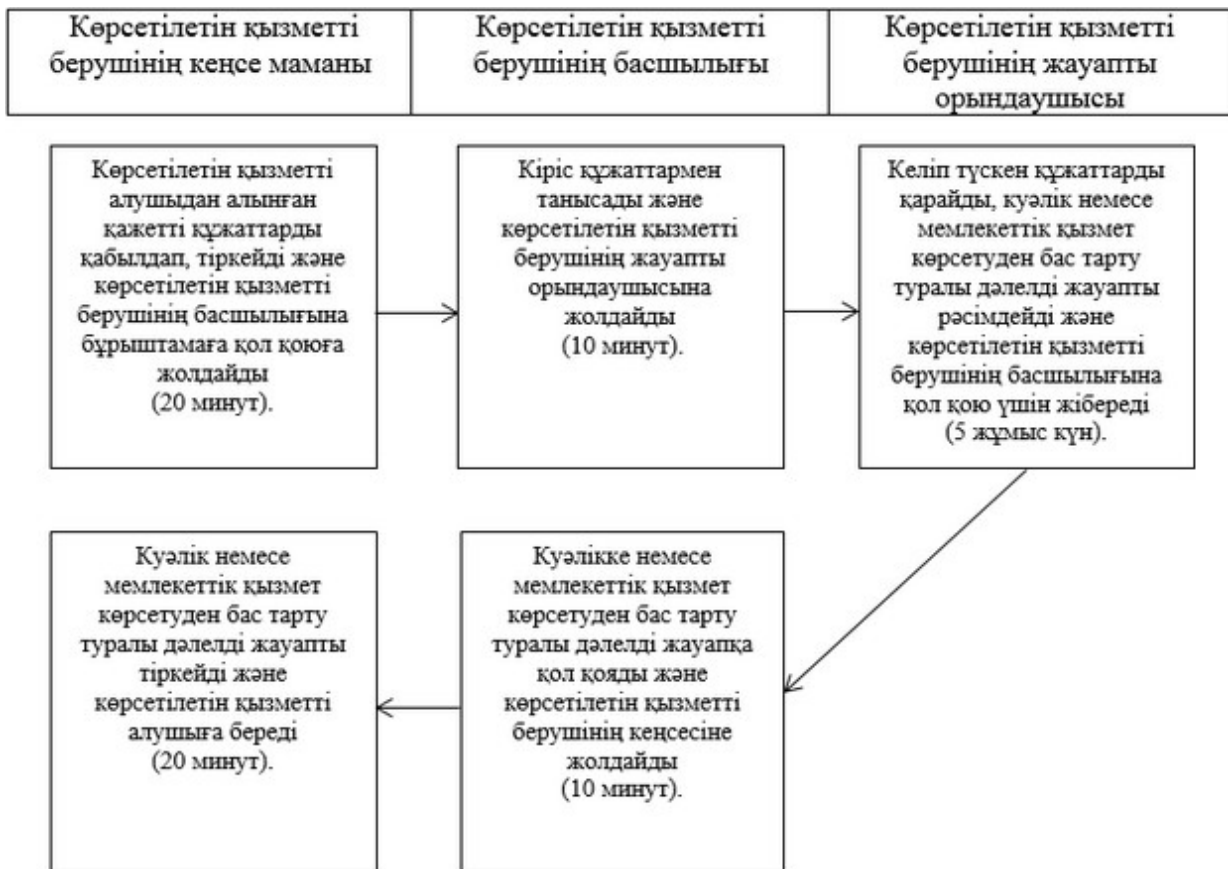 Көрсетілетін қызметті
берушінің кеңсе маманы
Көрсетілетін қызметті
берушінің басшылығы
Көрсетілетін қызметті
берушінің жауапты
орындаушысы
Көрсетілетін қызметті
алушыдан алынған
қажетті құжаттарды
қабылдап, тіркейді және
көрсетілетін қызметті
берушінің басшылығына
бұрыштамаға қол қоюға
жолдайды
(20 минут).
Кіріс құжаттармен
танысады және
көрсетілетін қызметті
берушінің жауапты
орындаушысына
жолдайды
(10 минут).
Келіп түскен құжаттарды
қарайды, куәлік немесе
мемлекеттік қызмет
көрсетуден бас тарту
туралы дәлелді жауапты
рәсімдейді және
көрсетілетін қызметті
берушінің басшылығына
қол қою үшін жібереді
(5 жұмыс күн).
Куәлік немесе
мемлекеттік қызмет
көрсетуден бас тарту
туралы дәлелді жауапты
тіркейді және
көрсетілетін қызметті
алушыға береді
(20 минут).
Куәлікке немесе
мемлекеттік қызмет
көрсетуден бас тарту
туралы дәлелді жауапқа
қол қояды және
көрсетілетін қызметті
берушінің кеңсесіне
жолдайды
(10 минут).